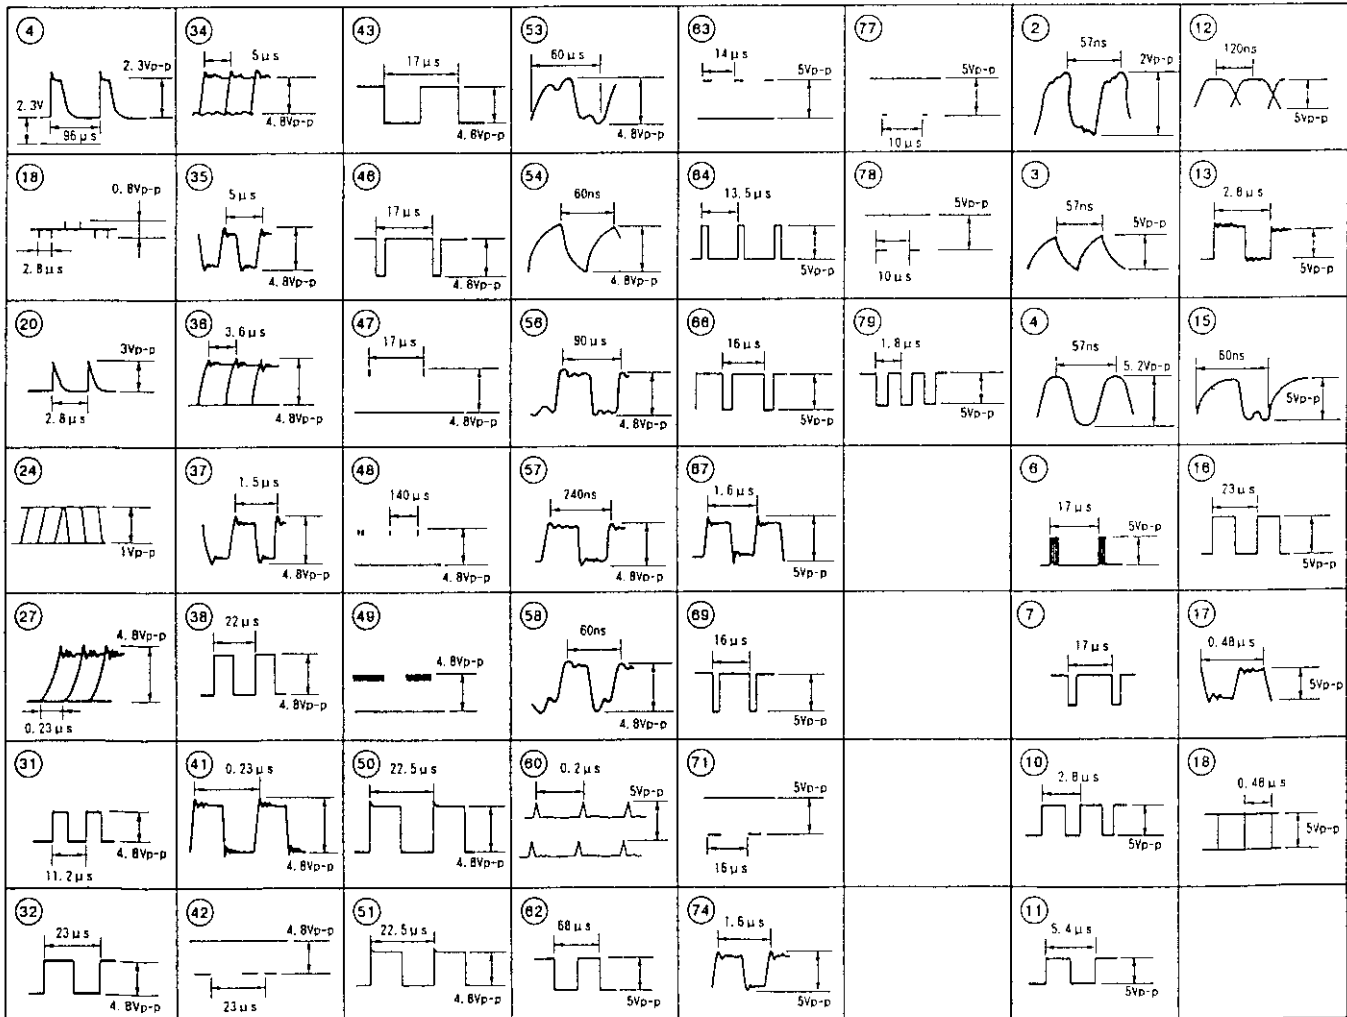 4
2.3Vp-p
2.3V
96μs
34
5μs
4.8Vp-p
43
17μs
4.8Vp-p
53
60μs
4.8Vp-p
63
14μs
5Vp-p
77
5Vp-p
10μs
2
57ns
2Vp-p
12
120ns
5Vp-p
18
0.8Vp-p
2.8μs
35
5μs
4.8Vp-p
46
17μs
4.8Vp-p
54
60ns
4.8Vp-p
64
13.5μs
5Vp-p
78
5Vp-p
10μs
3
57ns
5Vp-p
13
2.8μs
5Vp-p
20
3Vp-p
2.8μs
36
3.6μs
4.8Vp-p
47
17μs
4.8Vp-p
56
90μs
4.8Vp-p
66
16μs
5Vp-p
79
1.8μs
5Vp-p
4
57ns
5.2Vp-p
15
60ns
5Vp-p
24
1Vp-p
37
1.5μs
4.8Vp-p
48
140μs
4.8Vp-p
57
240ns
4.8Vp-p
67
1.6μs
5Vp-p
6
17μs
5Vp-p
16
23μs
5Vp-p
27
4.8Vp-p
0.23μs
38
22μs
4.8Vp-p
49
4.8Vp-p
58
60ns
4.8Vp-p
69
16μs
5Vp-p
7
17μs
5Vp-p
17
0.48μs
5Vp-p
31
4.8Vp-p
11.2μs
41
0.23μs
4.8Vp-p
50
22.5μs
4.8Vp-p
60
0.2μs
5Vp-p
71
5Vp-p
16μs
10
2.8μs
5Vp-p
18
0.48μs
5Vp-p
32
23μs
4.8Vp-p
42
4.8Vp-p
23μs
51
22.5μs
4.8Vp-p
62
68μs
5Vp-p
74
1.6μs
5Vp-p
11
5.4μs
5Vp-p